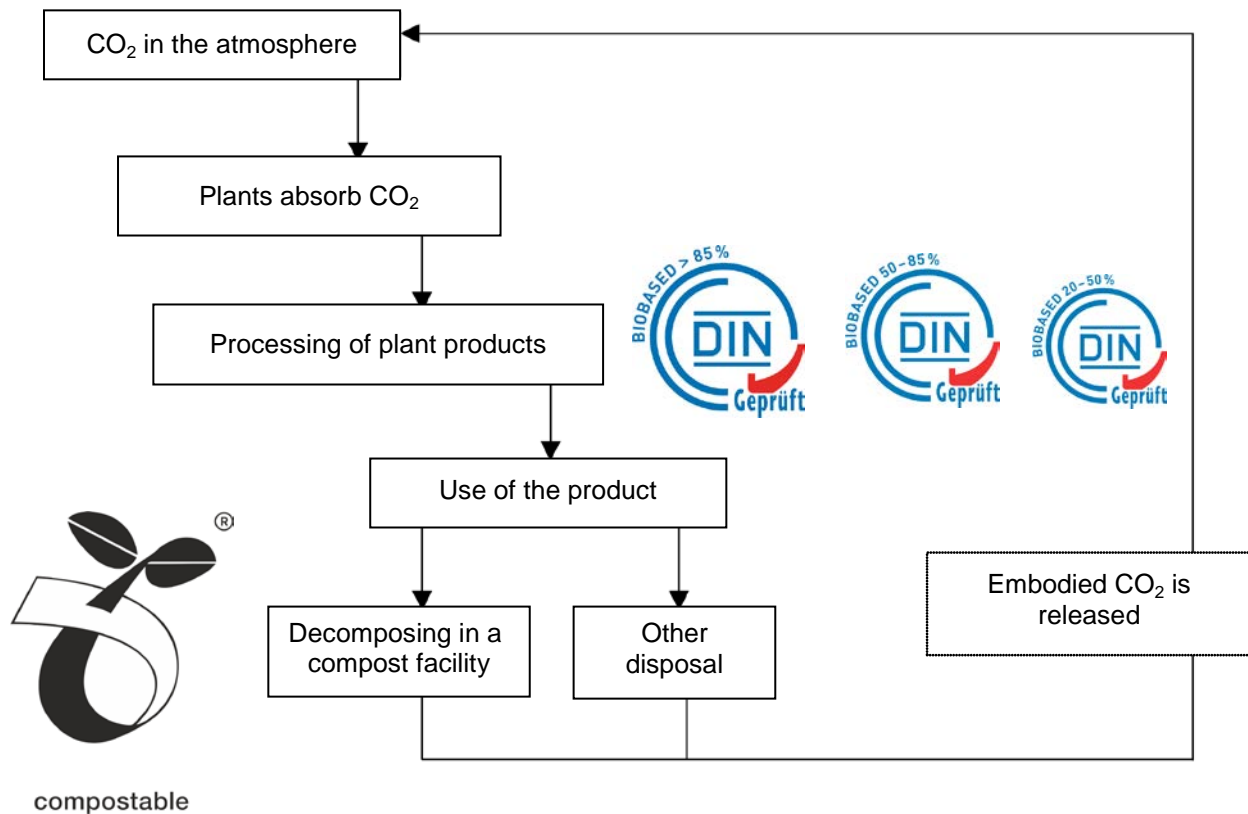 CO₂ in the atmosphere
Plants absorb CO₂
Processing of plant products
BIOBASED > 85%
DIN
Geprüft
BIOBASED 50–85%
DIN
Geprüft
BIOBASED 20–50%
DIN
Geprüft
Use of the product
®
Decomposing in a
compost facility
Other
disposal
Embodied CO₂ is
released
compostable